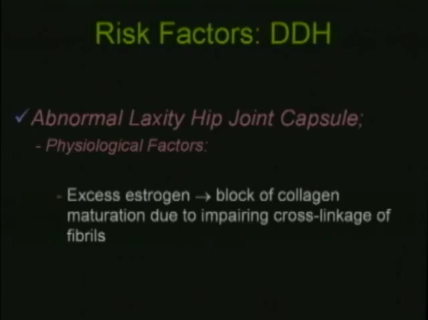 Risk Factors: DDH
✓Abnormal Laxity Hip Joint Capsule;
- Physiological Factors:
- Excess estrogen → block of collagen
maturation due to impairing cross-linkage of
fibrils